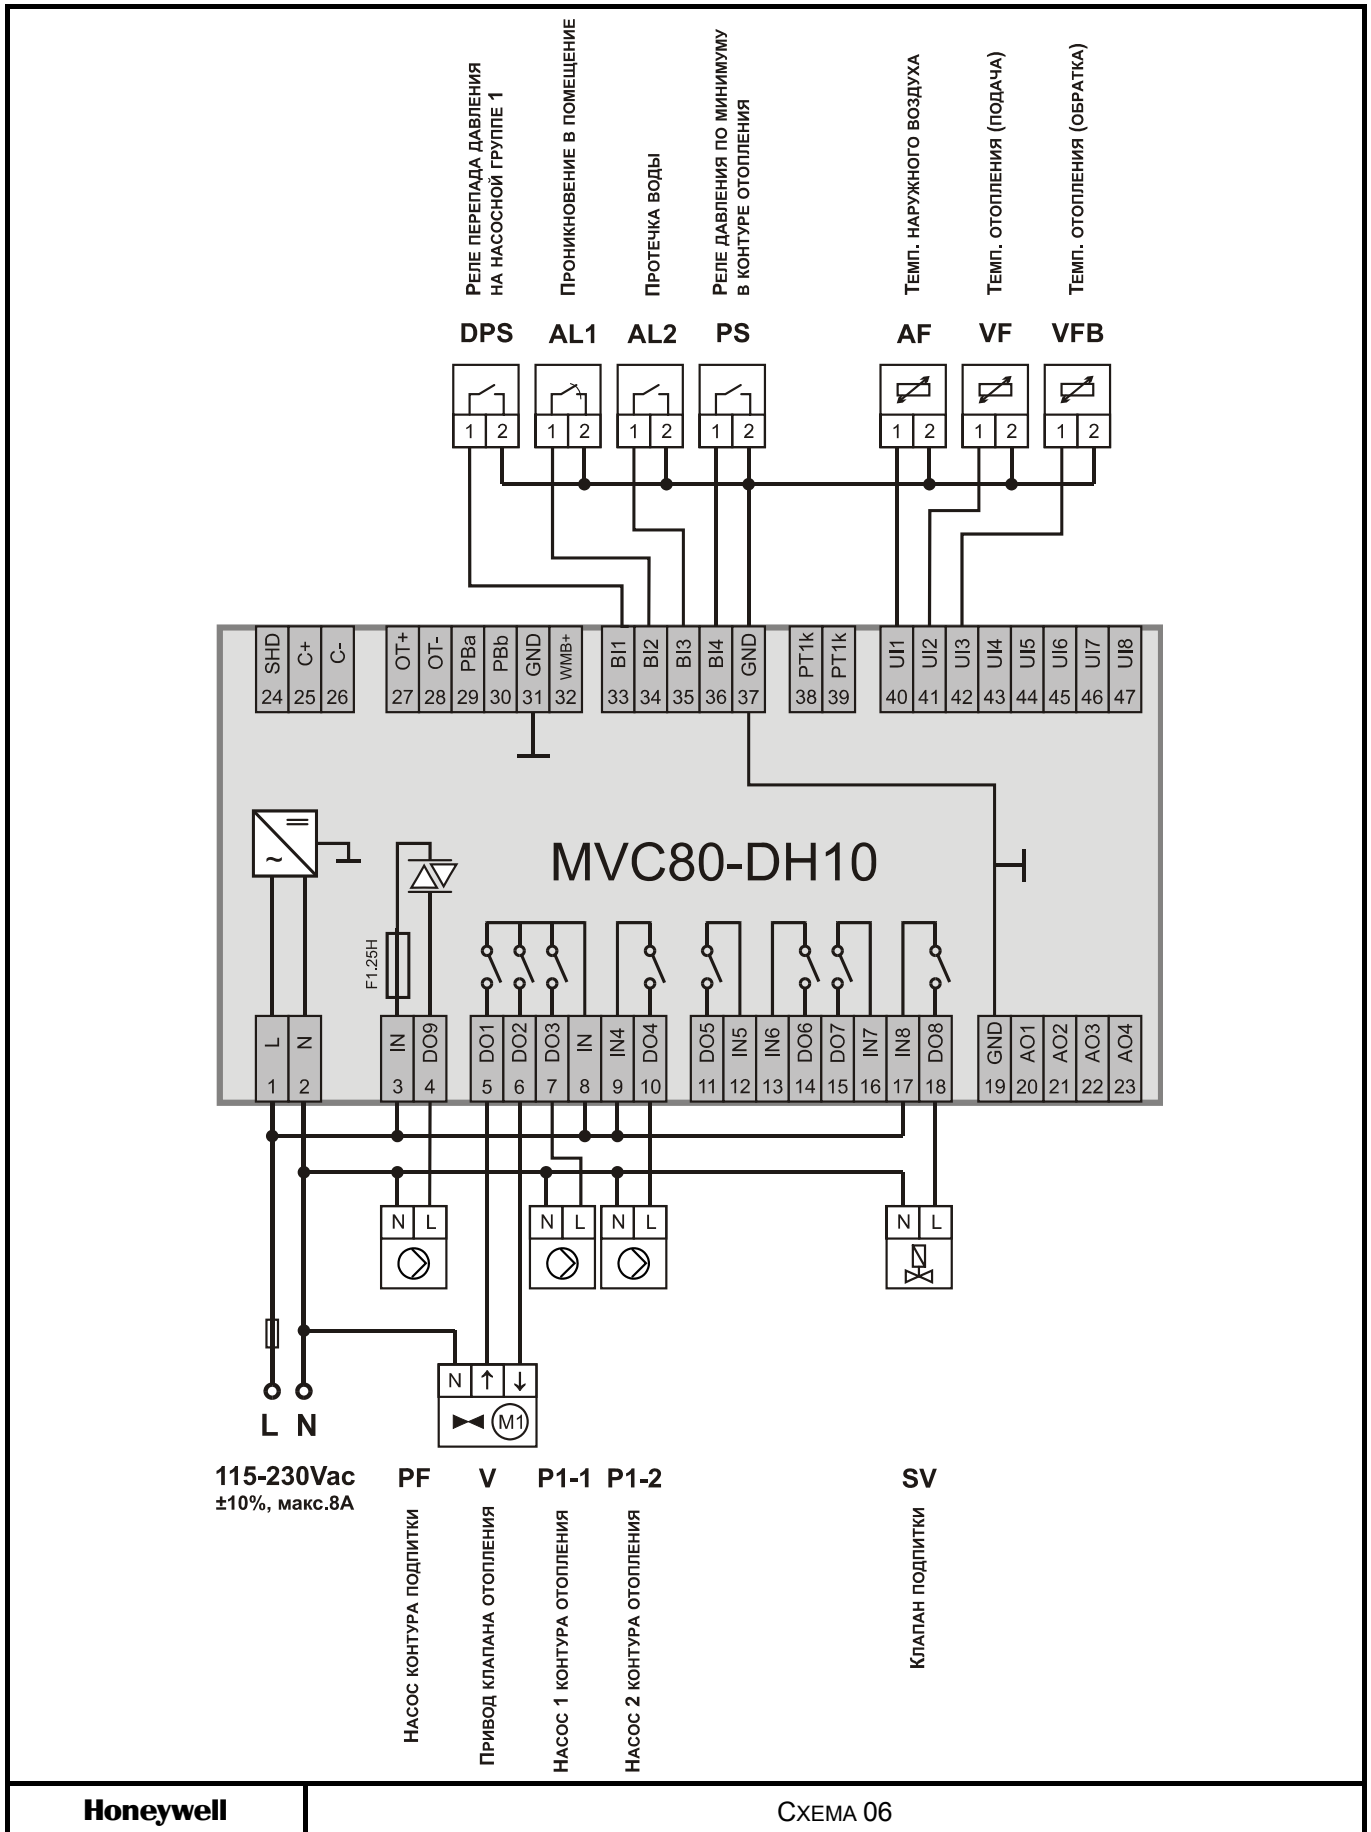 Реле перепада давления
на насосной группе 1
Проникновение в помещение
Протечка воды
Реле давления по минимуму
в контуре отопления
Темп. наружного воздуха
Темп. отопления (подача)
Темп. отопления (обратка)
DPS AL1 AL2 PS AF VF VFB
1 2 1 2 1 2 1 2 1 2 1 2 1 2
SHD C+ C- OT+ OT- PBa PBb GND WMB+ BI1 BI2 BI3 BI4 GND PT1k PT1k UI1 UI2 UI3 UI4 UI5 UI6 UI7 UI8
24 25 26 27 28 29 30 31 32 33 34 35 36 37 38 39 40 41 42 43 44 45 46 47
~
MVC80-DH10
F1.25H
L N IN DO9 DO1 DO2 DO3 IN IN4 DO4 DO5 IN5 IN6 DO6 DO7 IN7 IN8 DO8 GND AO1 AO2 AO3 AO4
1 2 3 4 5 6 7 8 9 10 11 12 13 14 15 16 17 18 19 20 21 22 23
N L N L N L N L
N ↑ ↓
M1
L N
115-230Vac
±10%, макс.8А
PF V P1-1 P1-2 SV
Насос контура подпитки
Привод клапана отопления
Насос 1 контура отопления
Насос 2 контура отопления
Клапан подпитки
Honeywell
Схема 06